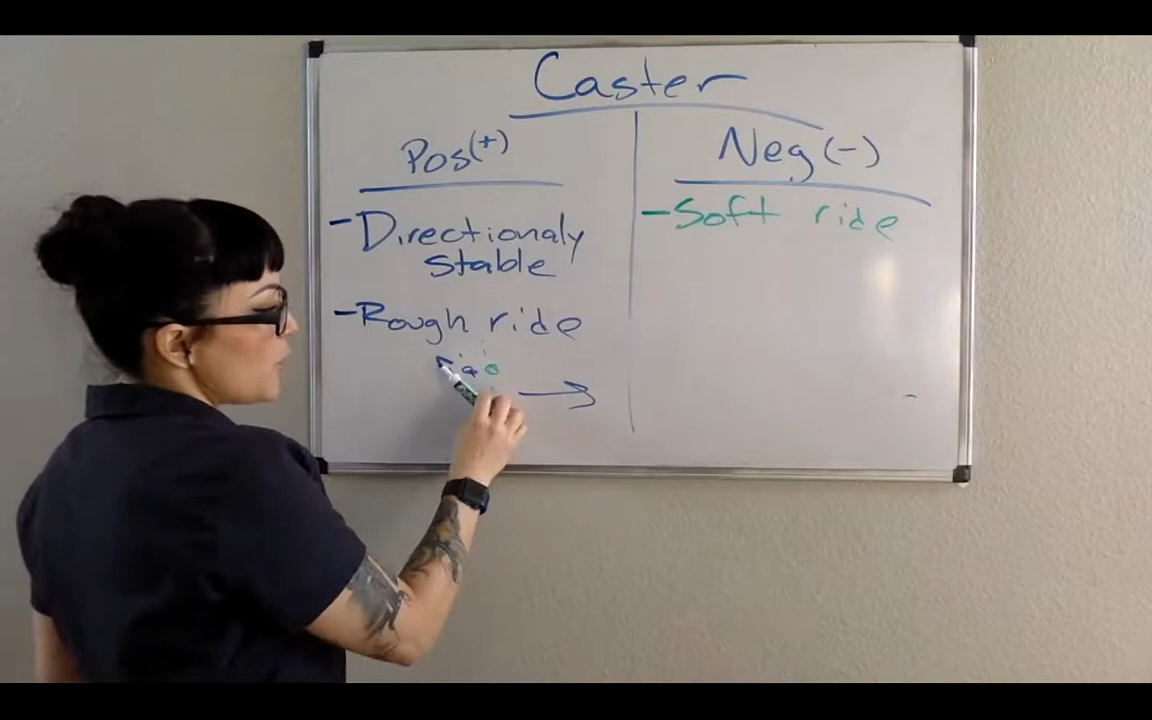 Caster
Pos(+)
-Directionaly
stable
-Rough ride
Neg(-)
-Soft ride